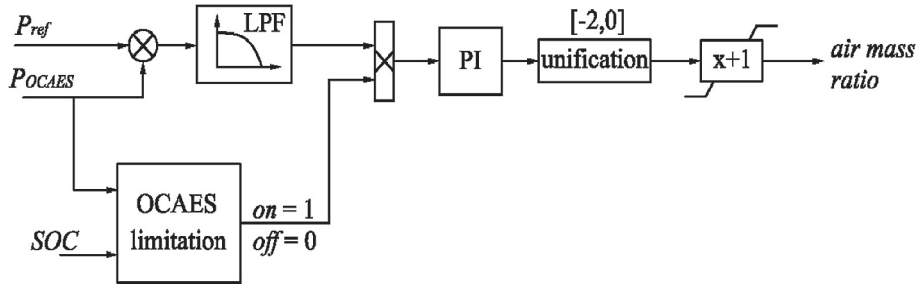 P_ref
LPF
[-2,0]
PI
unification
x+1
air mass
ratio
P_OCAES
OCAES
limitation
on = 1
off = 0
SOC